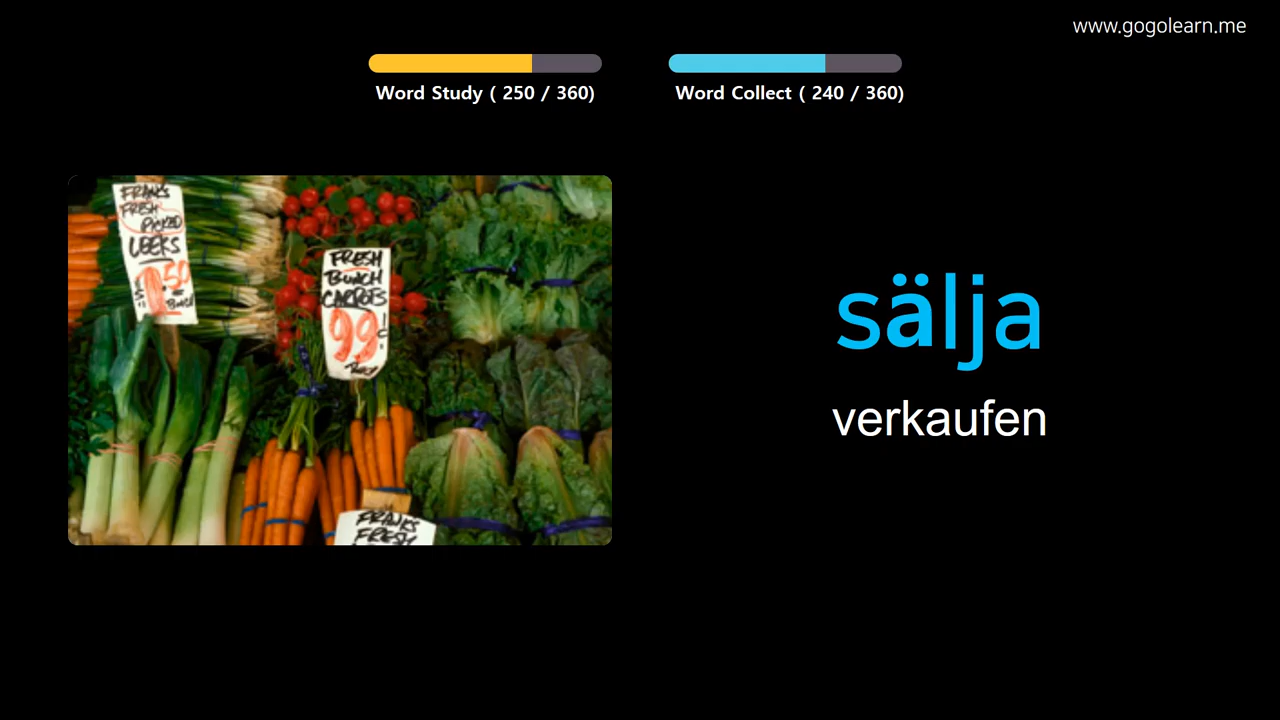 www.gogolearn.me
Word Study ( 250 / 360)
Word Collect ( 240 / 360)
FRANK'S
FRESH
PICKED
LEEKS
FRESH
BUNCH
CARROTS
99¢
sälja
verkaufen
FRANK'S
FRESH